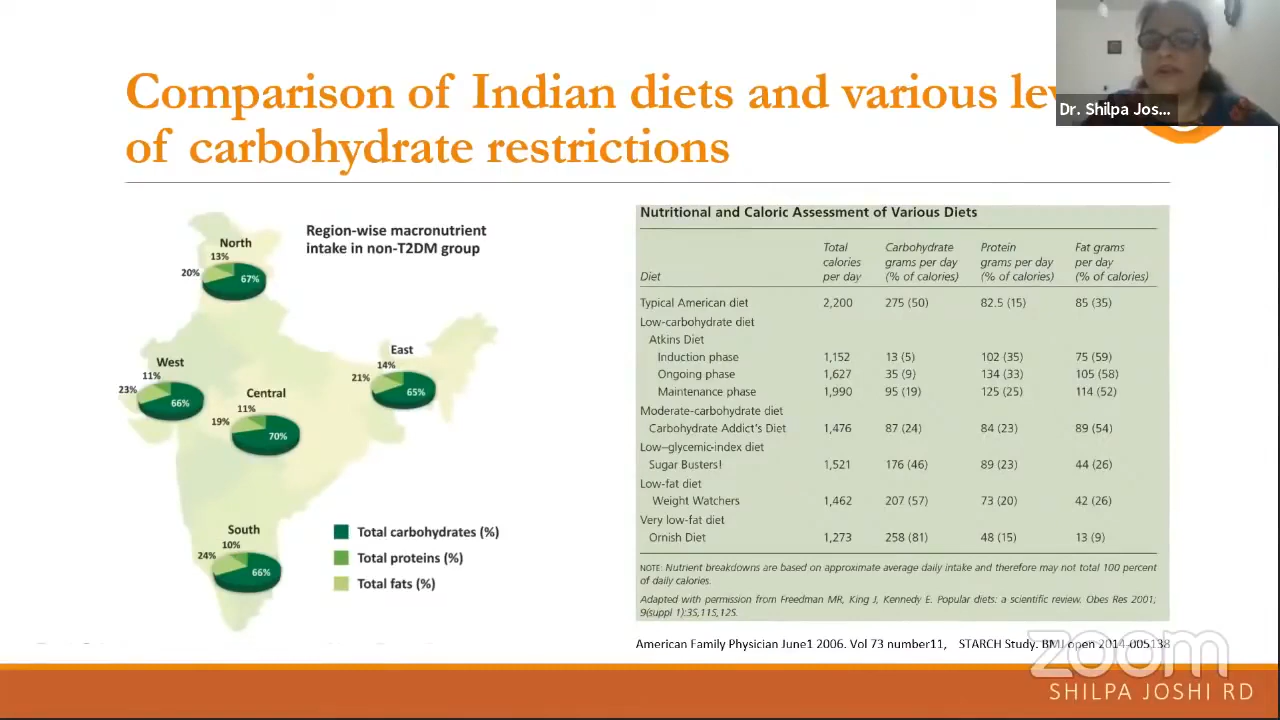 Comparison of Indian diets and various lev
of carbohydrate restrictions
Dr. Shilpa Jos...
Region-wise macronutrient
intake in non-T2DM group
North
13%
20%
67%
West
11%
23%
66%
East
14%
21%
65%
Central
11%
19%
70%
South
10%
24%
66%
Total carbohydrates (%)
Total proteins (%)
Total fats (%)
Nutritional and Caloric Assessment of Various Diets
Diet Total calories per day Carbohydrate grams per day (% of calories) Protein grams per day (% of calories) Fat grams per day (% of calories)
Typical American diet 2,200 275 (50) 82.5 (15) 85 (35)
Low-carbohydrate diet
Atkins Diet
Induction phase 1,152 13 (5) 102 (35) 75 (59)
Ongoing phase 1,627 35 (9) 134 (33) 105 (58)
Maintenance phase 1,990 95 (19) 125 (25) 114 (52)
Moderate-carbohydrate diet
Carbohydrate Addict's Diet 1,476 87 (24) 84 (23) 89 (54)
Low–glycemic-index diet
Sugar Busters! 1,521 176 (46) 89 (23) 44 (26)
Low-fat diet
Weight Watchers 1,462 207 (57) 73 (20) 42 (26)
Very low-fat diet
Ornish Diet 1,273 258 (81) 48 (15) 13 (9)
NOTE: Nutrient breakdowns are based on approximate average daily intake and therefore may not total 100 percent
of daily calories.
Adapted with permission from Freedman MR, King J, Kennedy E. Popular diets: a scientific review. Obes Res 2001;
9(suppl 1):3S,11S,12S.
American Family Physician June1 2006. Vol 73 number11, STARCH Study. BMJ open 2014-005138
zoom
SHILPA JOSHI RD